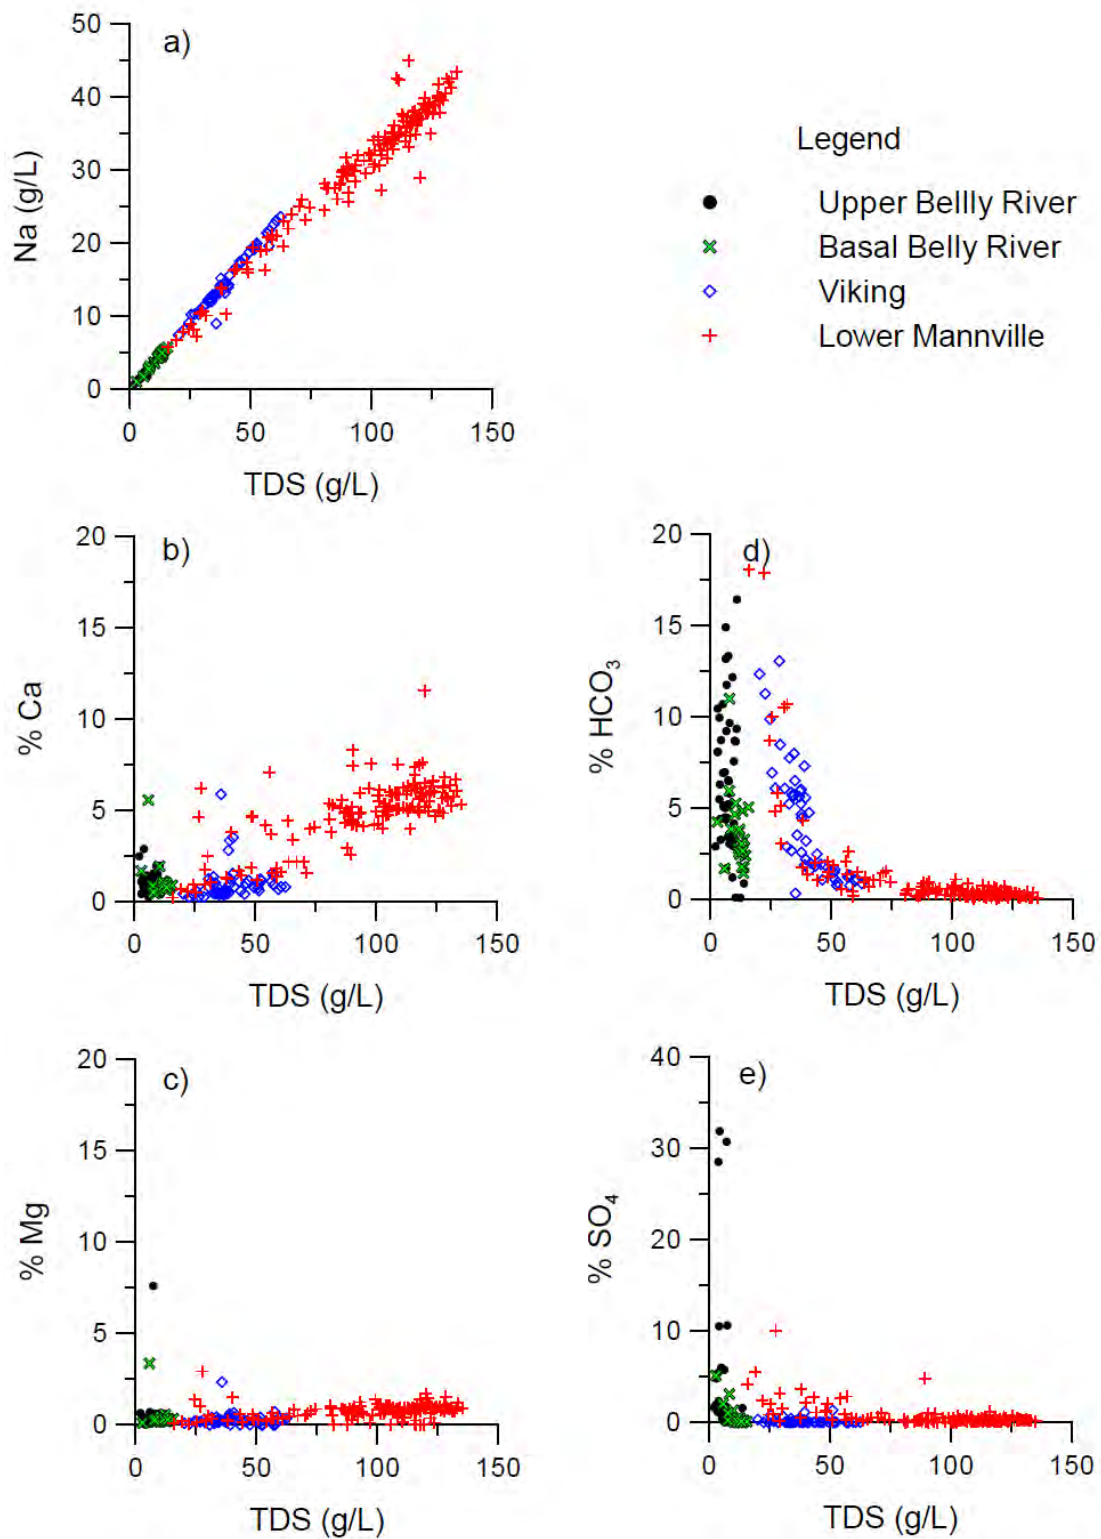 50
a)
40
30
20
10
0
Na (g/L)
0 50 100 150
TDS (g/L)
Legend
Upper Bellly River
Basal Belly River
Viking
Lower Mannville
20
b)
15
10
5
0
% Ca
0 50 100 150
TDS (g/L)
20
d)
15
10
5
0
% HCO₃
0 50 100 150
TDS (g/L)
20
c)
15
10
5
0
% Mg
0 50 100 150
TDS (g/L)
40
e)
30
20
10
0
% SO₄
0 50 100 150
TDS (g/L)